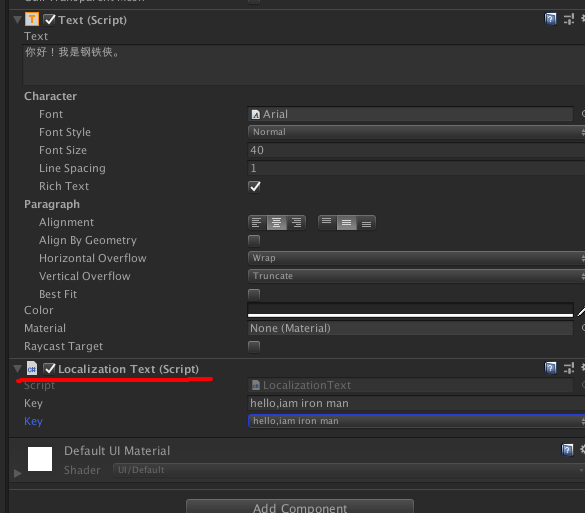 Text (Script)
Text
你好！我是钢铁侠。
Character
Font Arial
Font Style Normal
Font Size 40
Line Spacing 1
Rich Text
Paragraph
Alignment
Align By Geometry
Horizontal Overflow Wrap
Vertical Overflow Truncate
Best Fit
Color
Material None (Material)
Raycast Target
Localization Text (Script)
Script LocalizationText
Key hello,iam iron man
Key hello,iam iron man
Default UI Material
Shader UI/Default
Add Component